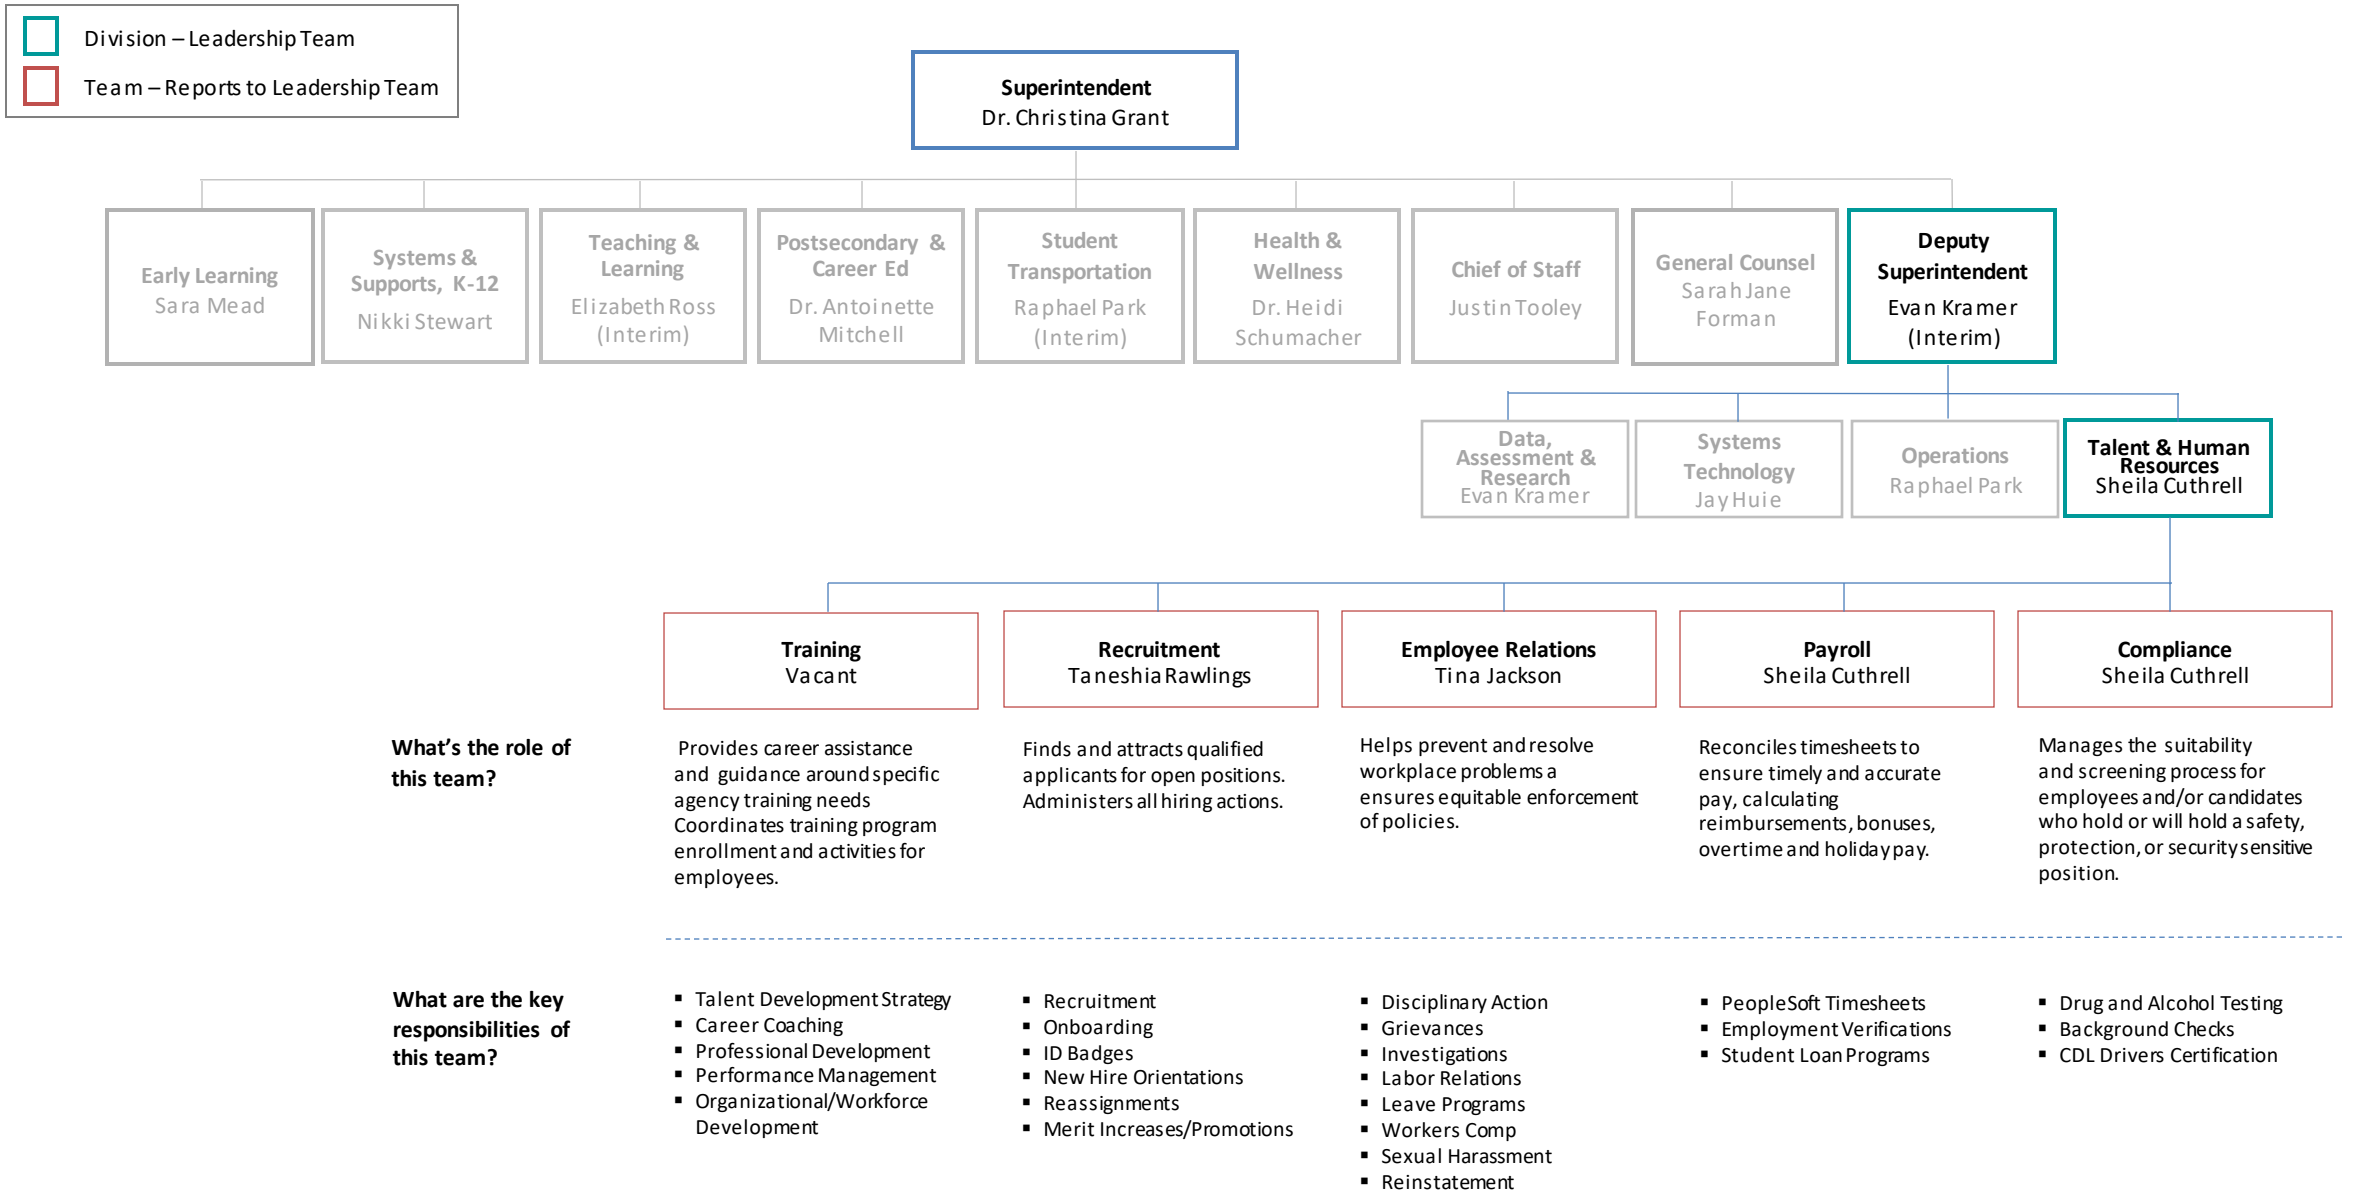 Division – Leadership Team
Team – Reports to Leadership Team
Superintendent
Dr. Christina Grant
Early Learning
Sara Mead
Systems &
Supports, K-12
Nikki Stewart
Teaching &
Learning
Elizabeth Ross
(Interim)
Postsecondary &
Career Ed
Dr. Antoinette
Mitchell
Student
Transportation
Raphael Park
(Interim)
Health &
Wellness
Dr. Heidi
Schumacher
Chief of Staff
Justin Tooley
General Counsel
Sarah Jane
Forman
Deputy
Superintendent
Evan Kramer
(Interim)
Data,
Assessment &
Research
Evan Kramer
Systems
Technology
Jay Huie
Operations
Raphael Park
Talent & Human
Resources
Sheila Cuthrell
Training
Vacant
Recruitment
Taneshia Rawlings
Employee Relations
Tina Jackson
Payroll
Sheila Cuthrell
Compliance
Sheila Cuthrell
What's the role of
this team?
Provides career assistance
and guidance around specific
agency training needs
Coordinates training program
enrollment and activities for
employees.
Finds and attracts qualified
applicants for open positions.
Administers all hiring actions.
Helps prevent and resolve
workplace problems a
ensures equitable enforcement
of policies.
Reconciles timesheets to
ensure timely and accurate
pay, calculating
reimbursements, bonuses,
overtime and holiday pay.
Manages the suitability
and screening process for
employees and/or candidates
who hold or will hold a safety,
protection, or security sensitive
position.
What are the key
responsibilities of
this team?
▪ Talent Development Strategy
▪ Career Coaching
▪ Professional Development
▪ Performance Management
▪ Organizational/Workforce
Development
▪ Recruitment
▪ Onboarding
▪ ID Badges
▪ New Hire Orientations
▪ Reassignments
▪ Merit Increases/Promotions
▪ Disciplinary Action
▪ Grievances
▪ Investigations
▪ Labor Relations
▪ Leave Programs
▪ Workers Comp
▪ Sexual Harassment
▪ Reinstatement
▪ PeopleSoft Timesheets
▪ Employment Verifications
▪ Student Loan Programs
▪ Drug and Alcohol Testing
▪ Background Checks
▪ CDL Drivers Certification